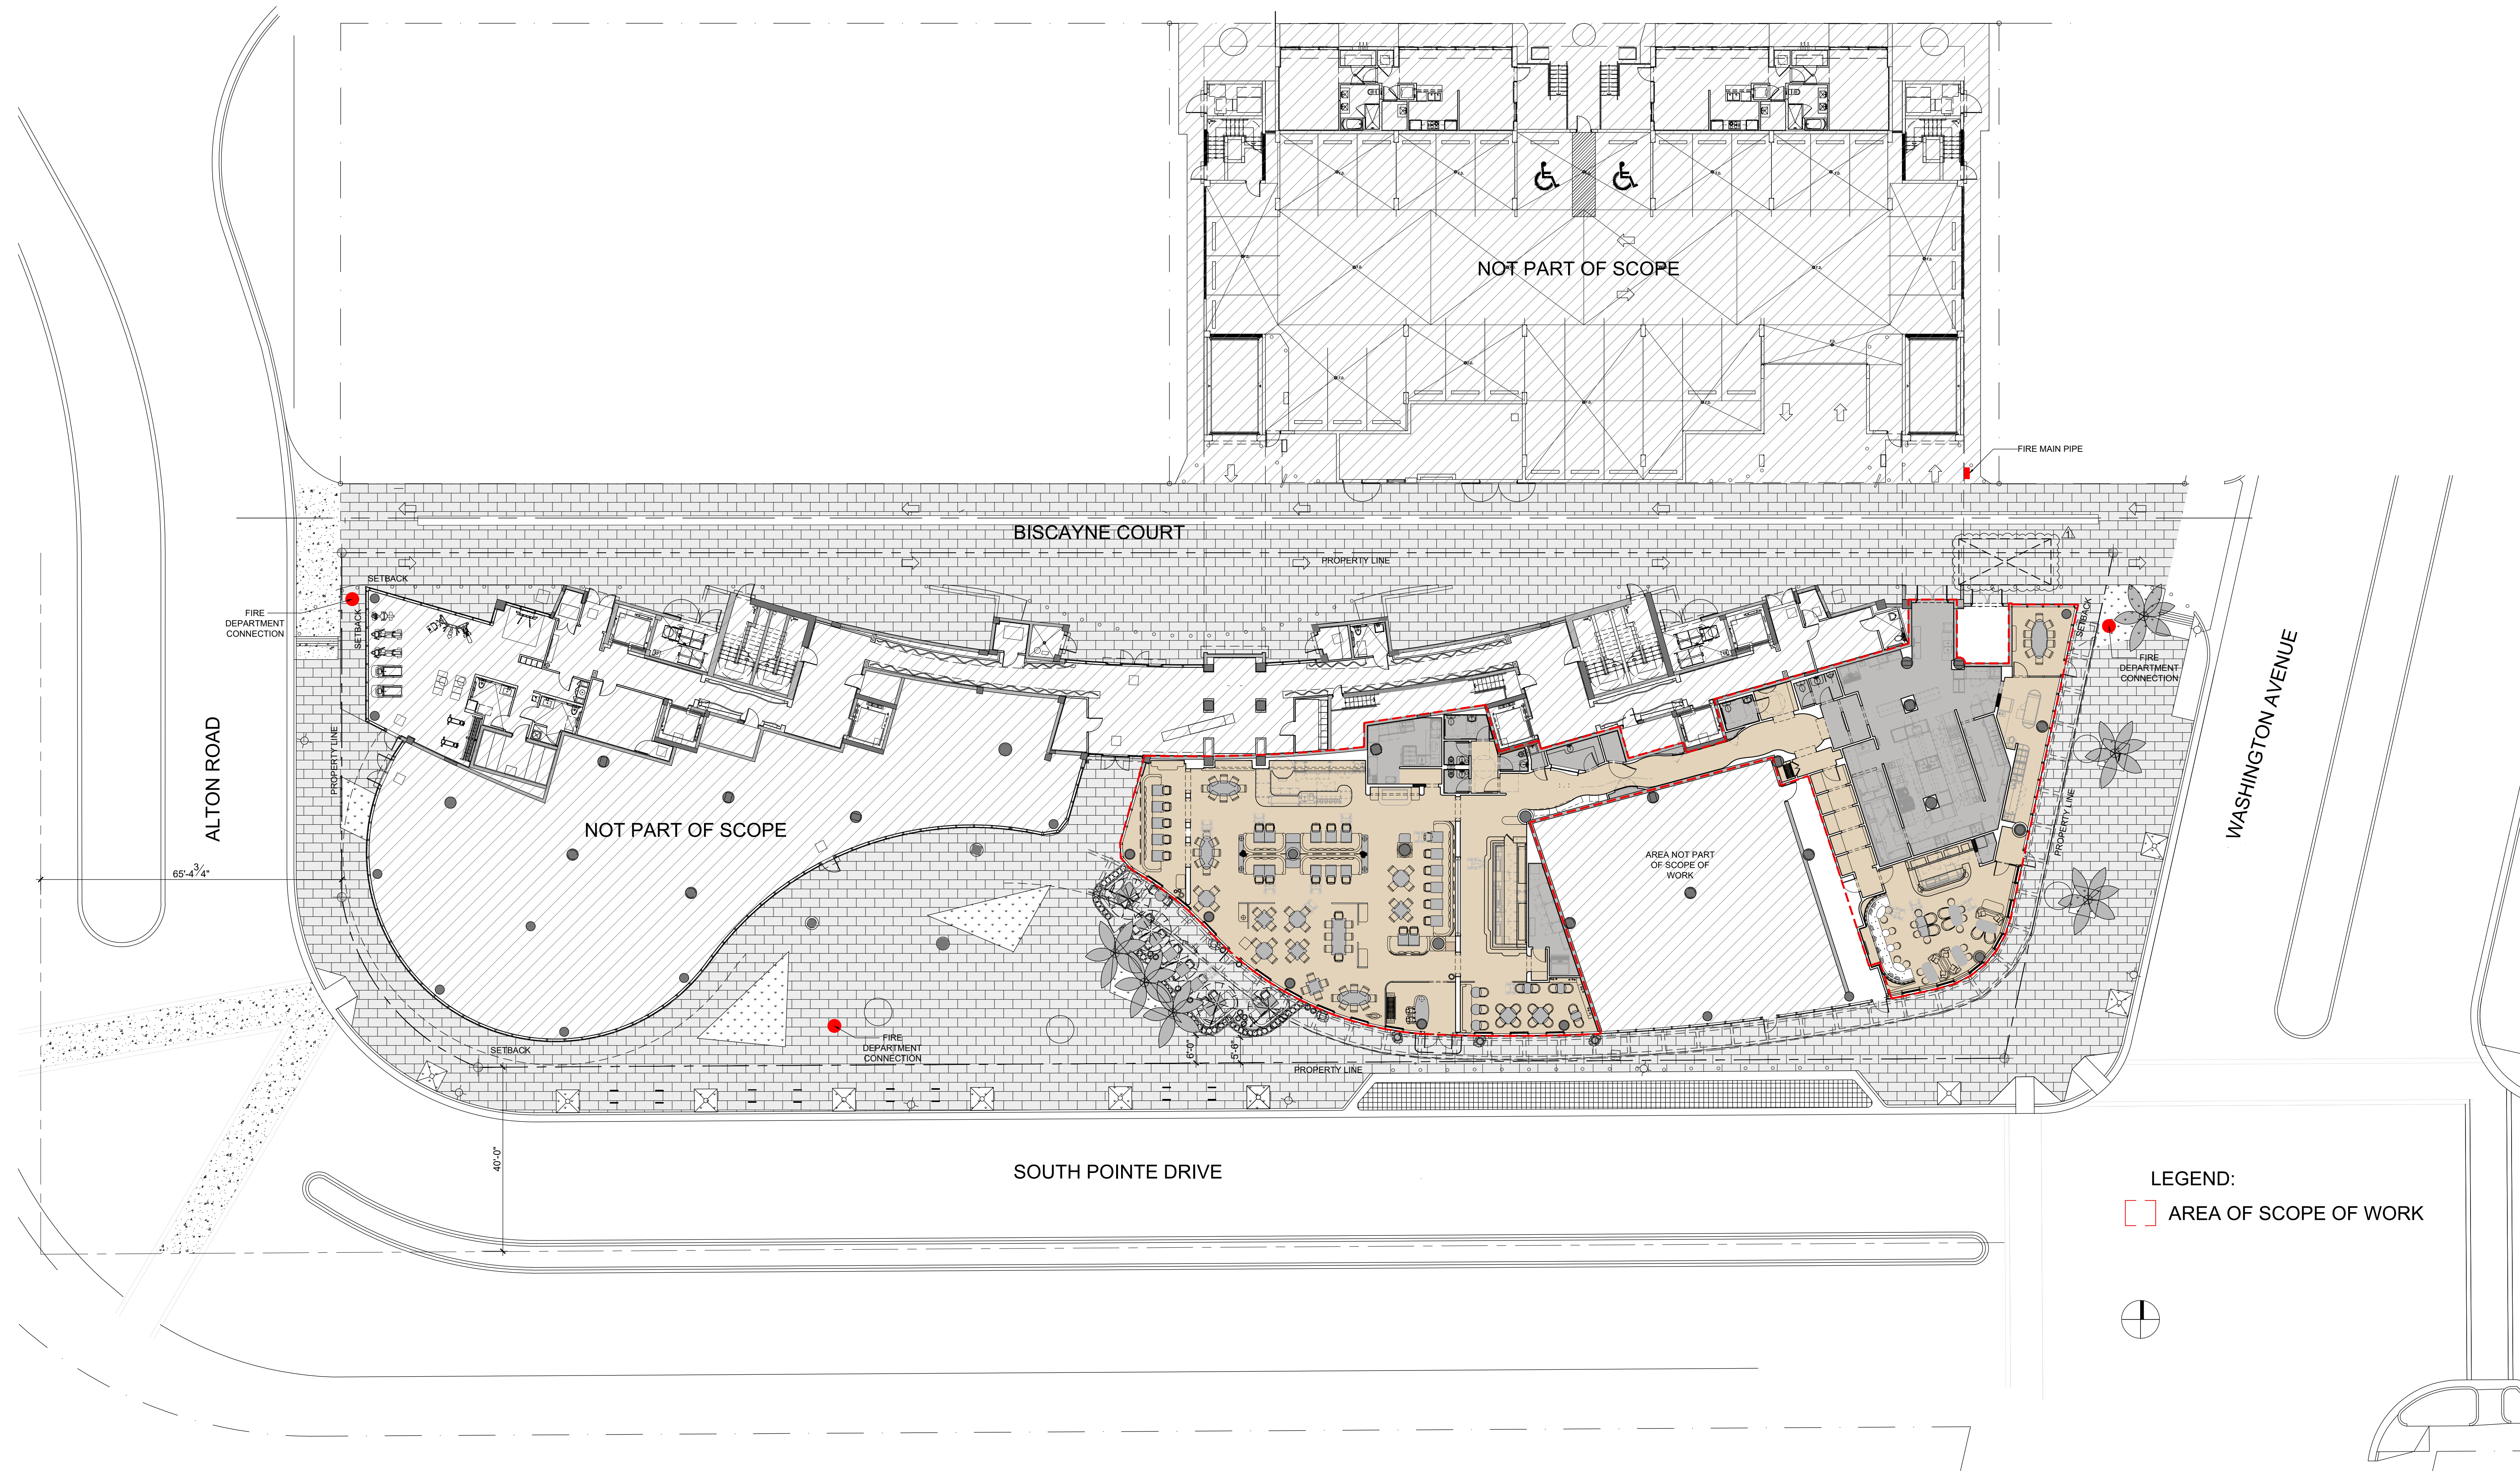 NOT PART OF SCOPE
FIRE MAIN PIPE
BISCAYNE COURT
PROPERTY LINE
1
SETBACK
FIRE
DEPARTMENT
CONNECTION
SETBACK
SETBACK
FIRE
DEPARTMENT
CONNECTION
ALTON ROAD
PROPERTY LINE
WASHINGTON AVENUE
PROPERTY LINE
NOT PART OF SCOPE
AREA NOT PART
OF SCOPE OF
WORK
65'-4 3/4"
SETBACK
FIRE
DEPARTMENT
CONNECTION
6'-0"
5'-6"
PROPERTY LINE
40'-0"
SOUTH POINTE DRIVE
LEGEND:
AREA OF SCOPE OF WORK